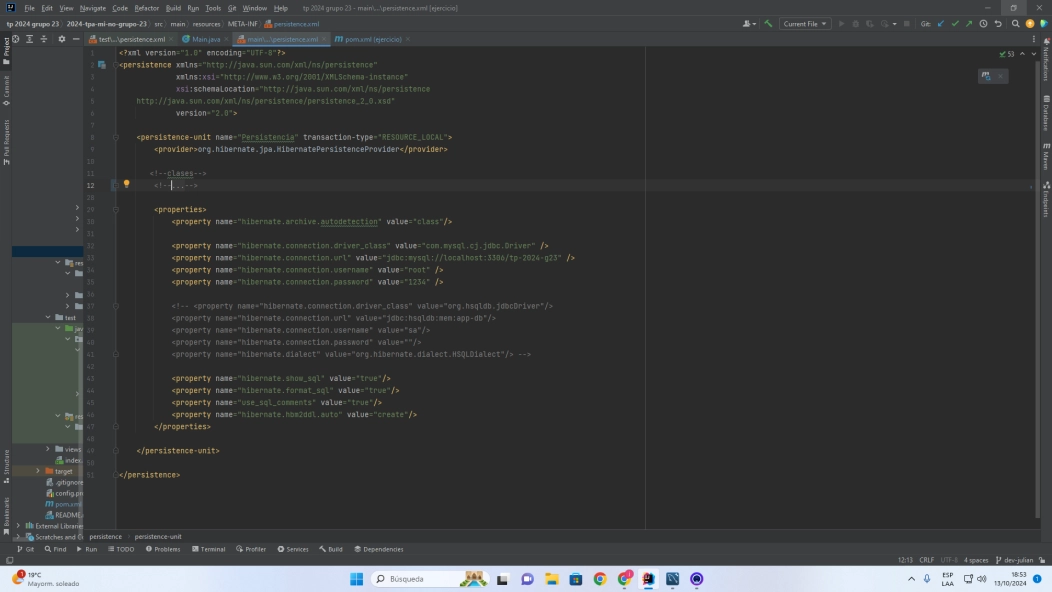 File Edit View Navigate Code Refactor Build Run Tools Git Window Help tp 2024 grupo 23 - main\...\persistence.xml [ejercicio]
tp 2024 grupo 23 2024-tpa-mi-no-grupo-23 src main resources META-INF persistence.xml Current File Git:
Project test\...\persistence.xml Main.java main\...\persistence.xml pom.xml (ejercicio)
53
1 <?xml version="1.0" encoding="UTF-8"?>
2 <persistence xmlns="http://java.sun.com/xml/ns/persistence"
3 xmlns:xsi="http://www.w3.org/2001/XMLSchema-instance"
4 xsi:schemaLocation="http://java.sun.com/xml/ns/persistence
5 http://java.sun.com/xml/ns/persistence/persistence_2_0.xsd"
6 version="2.0">
7
8 <persistence-unit name="Persistencia" transaction-type="RESOURCE_LOCAL">
9 <provider>org.hibernate.jpa.HibernatePersistenceProvider</provider>
10
11 <!--clases-->
12 <!--...-->
28
29 <properties>
30 <property name="hibernate.archive.autodetection" value="class"/>
31
32 <property name="hibernate.connection.driver_class" value="com.mysql.cj.jdbc.Driver" />
33 <property name="hibernate.connection.url" value="jdbc:mysql://localhost:3306/tp-2024-g23" />
34 <property name="hibernate.connection.username" value="root" />
35 <property name="hibernate.connection.password" value="1234" />
36
37 <!-- <property name="hibernate.connection.driver_class" value="org.hsqldb.jdbcDriver"/>
38 <property name="hibernate.connection.url" value="jdbc:hsqldb:mem:app-db"/>
39 <property name="hibernate.connection.username" value="sa"/>
40 <property name="hibernate.connection.password" value=""/>
41 <property name="hibernate.dialect" value="org.hibernate.dialect.HSQLDialect"/> -->
42
43 <property name="hibernate.show_sql" value="true"/>
44 <property name="hibernate.format_sql" value="true"/>
45 <property name="use_sql_comments" value="true"/>
46 <property name="hibernate.hbm2ddl.auto" value="create"/>
47 </properties>
48
49 </persistence-unit>
50
51 </persistence>
Commit
Pull Requests
Structure
Bookmarks
res
test
jav
res
views
index.
target
.gitignore
config.pr
pom.xml
README.
External Libraries
Scratches and C
Notifications
Database
Maven
Endpoints
persistence persistence-unit
Git Find Run TODO Problems Terminal Profiler Services Build Dependencies
12:13 CRLF UTF-8 4 spaces dev-julian
19°C
Mayorm. soleado
Búsqueda
ESP
LAA
18:53
13/10/2024